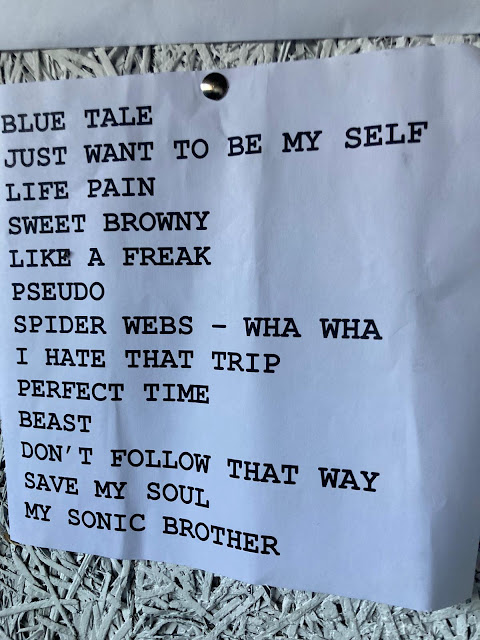 BLUE TALE
JUST WANT TO BE MY SELF
LIFE PAIN
SWEET BROWNY
LIKE A FREAK
PSEUDO
SPIDER WEBS - WHA WHA
I HATE THAT TRIP
PERFECT TIME
BEAST
DON'T FOLLOW THAT WAY
SAVE MY SOUL
MY SONIC BROTHER